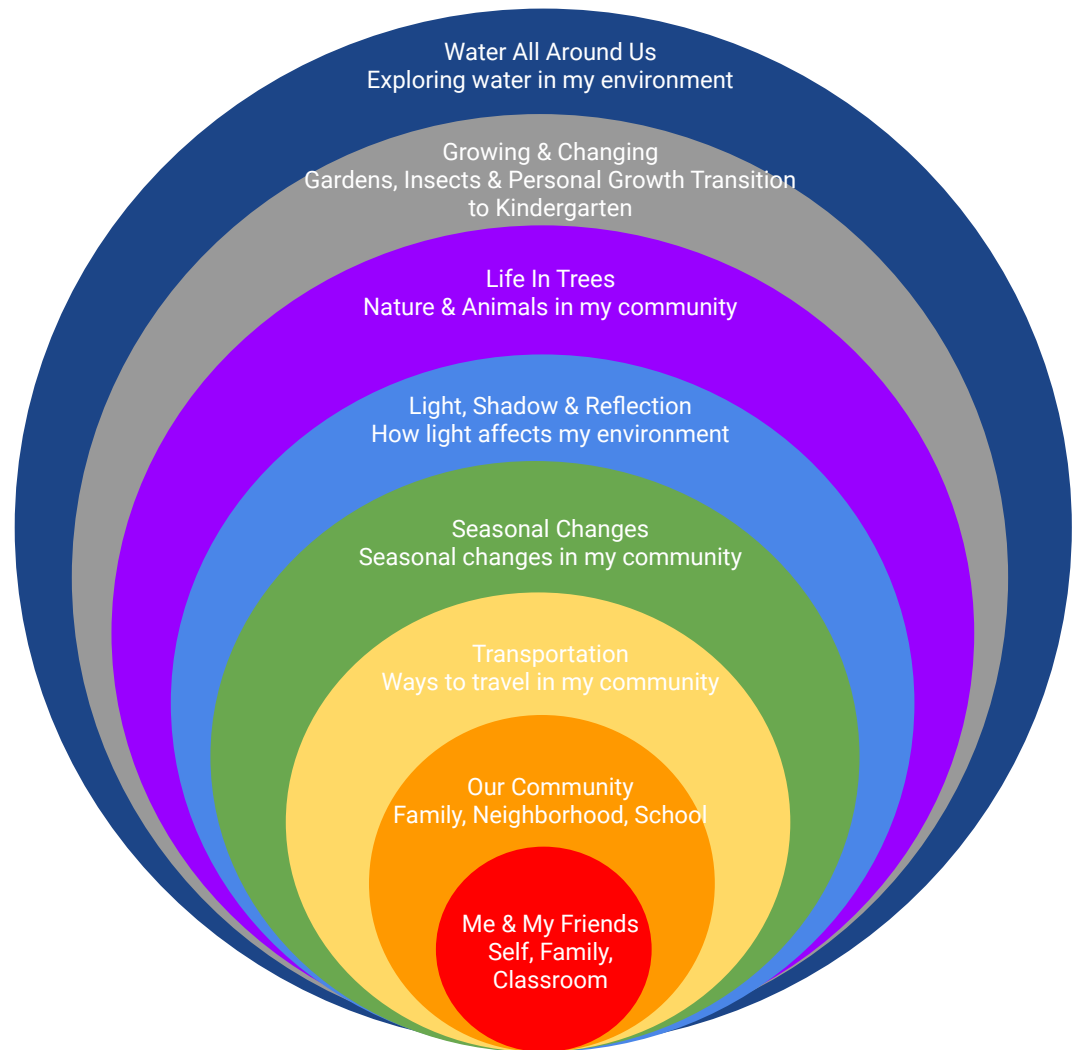 Water All Around Us
Exploring water in my environment
Growing & Changing
Gardens, Insects & Personal Growth Transition
to Kindergarten
Life In Trees
Nature & Animals in my community
Light, Shadow & Reflection
How light affects my environment
Seasonal Changes
Seasonal changes in my community
Transportation
Ways to travel in my community
Our Community
Family, Neighborhood, School
Me & My Friends
Self, Family,
Classroom